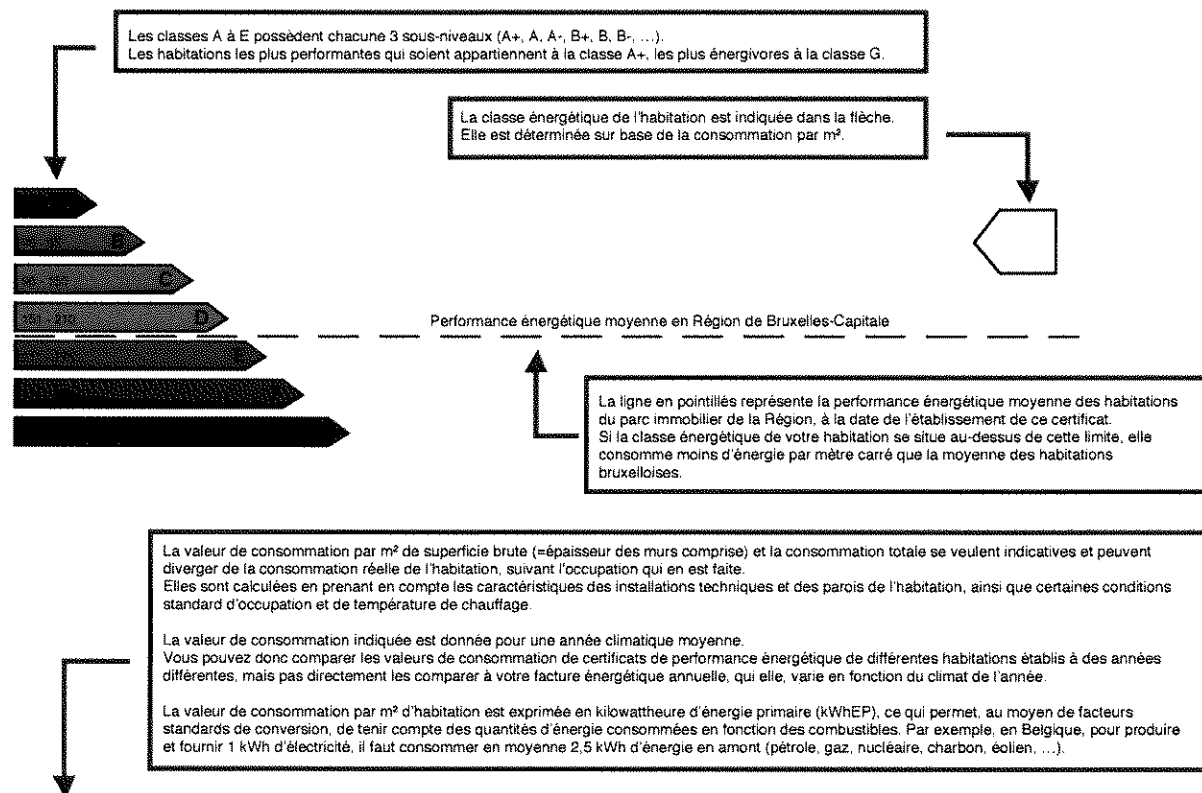 Les classes A à E possèdent chacune 3 sous-niveaux (A+, A, A-, B+, B, B-, ...).
Les habitations les plus performantes qui soient appartiennent à la classe A+, les plus énergivores à la classe G.
La classe énergétique de l'habitation est indiquée dans la flèche.
Elle est déterminée sur base de la consommation par m².
B
C
151 - 210 D
Performance énergétique moyenne en Région de Bruxelles-Capitale
E
La ligne en pointillés représente la performance énergétique moyenne des habitations
du parc immobilier de la Région, à la date de l'établissement de ce certificat.
Si la classe énergétique de votre habitation se situe au-dessus de cette limite, elle
consomme moins d'énergie par mètre carré que la moyenne des habitations
bruxelloises.
La valeur de consommation par m² de superficie brute (=épaisseur des murs comprise) et la consommation totale se veulent indicatives et peuvent
diverger de la consommation réelle de l'habitation, suivant l'occupation qui en est faite.
Elles sont calculées en prenant en compte les caractéristiques des installations techniques et des parois de l'habitation, ainsi que certaines conditions
standard d'occupation et de température de chauffage.
La valeur de consommation indiquée est donnée pour une année climatique moyenne.
Vous pouvez donc comparer les valeurs de consommation de certificats de performance énergétique de différentes habitations établis à des années
différentes, mais pas directement les comparer à votre facture énergétique annuelle, qui elle, varie en fonction du climat de l'année.
La valeur de consommation par m² d'habitation est exprimée en kilowattheure d'énergie primaire (kWhEP), ce qui permet, au moyen de facteurs
standards de conversion, de tenir compte des quantités d'énergie consommées en fonction des combustibles. Par exemple, en Belgique, pour produire
et fournir 1 kWh d'électricité, il faut consommer en moyenne 2,5 kWh d'énergie en amont (pétrole, gaz, nucléaire, charbon, éolien, ...).